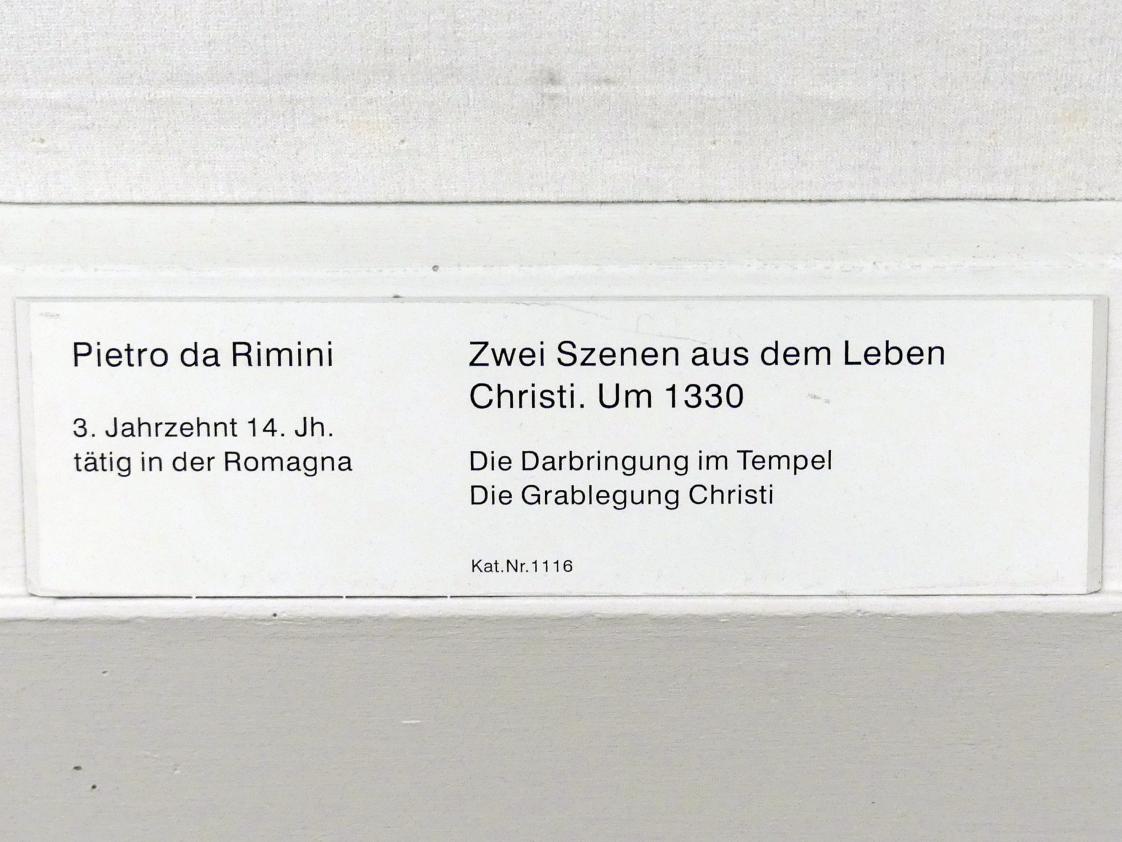 Pietro da Rimini
3. Jahrzehnt 14. Jh.
tätig in der Romagna
Zwei Szenen aus dem Leben
Christi. Um 1330
Die Darbringung im Tempel
Die Grablegung Christi
Kat.Nr.1116